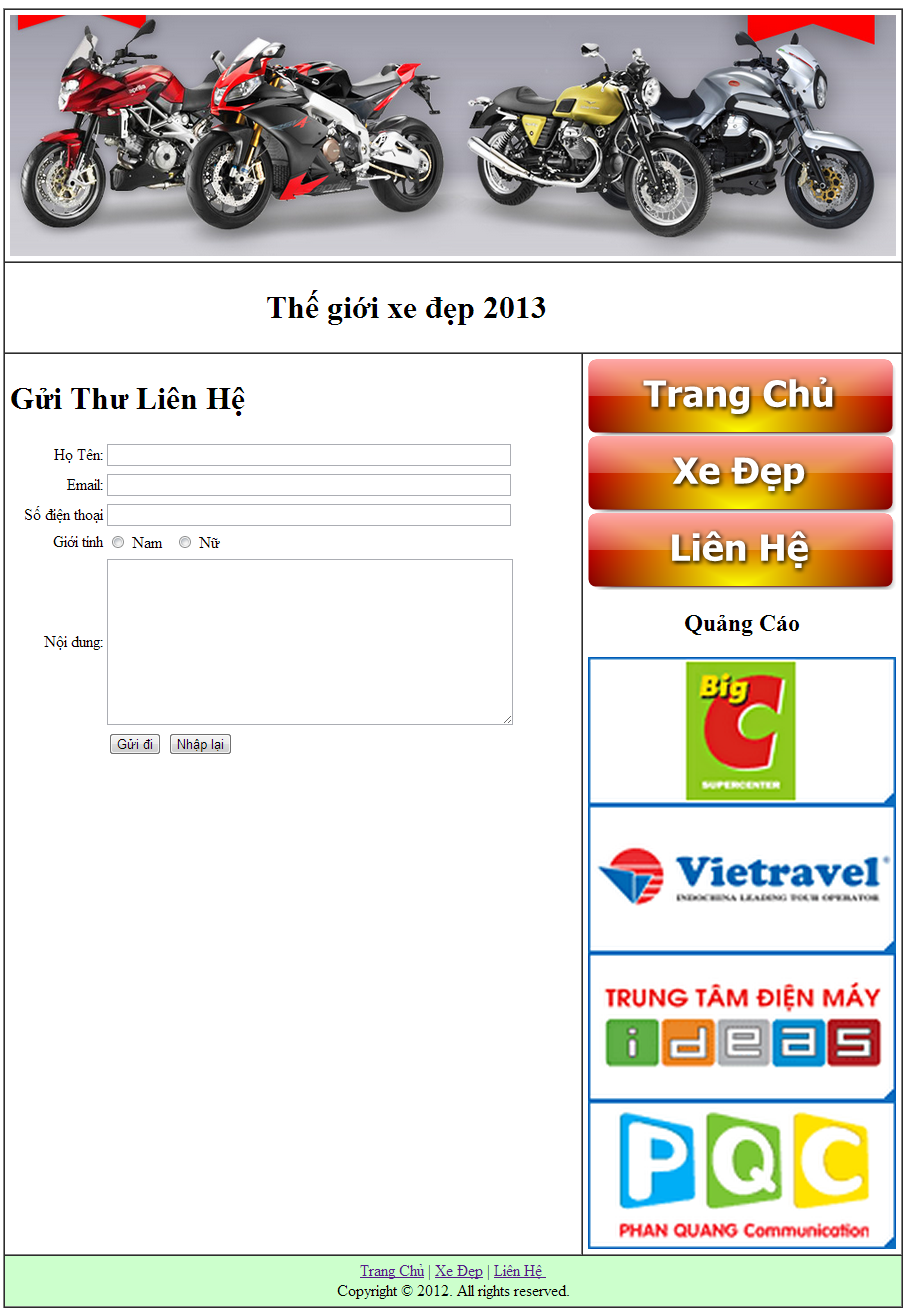 Thế giới xe đẹp 2013
Gửi Thư Liên Hệ
Họ Tên:
Email:
Số điện thoại
Giới tính Nam Nữ
Nội dung:
Gửi đi Nhập lại
Trang Chủ
Xe Đẹp
Liên Hệ
Quảng Cáo
Big C
SUPERCENTER
Vietravel®
INDOCHINA LEADING TOUR OPERATOR
TRUNG TÂM ĐIỆN MÁY
ideas
PQC
PHAN QUANG Communication
Trang Chủ | Xe Đẹp | Liên Hệ
Copyright © 2012. All rights reserved.